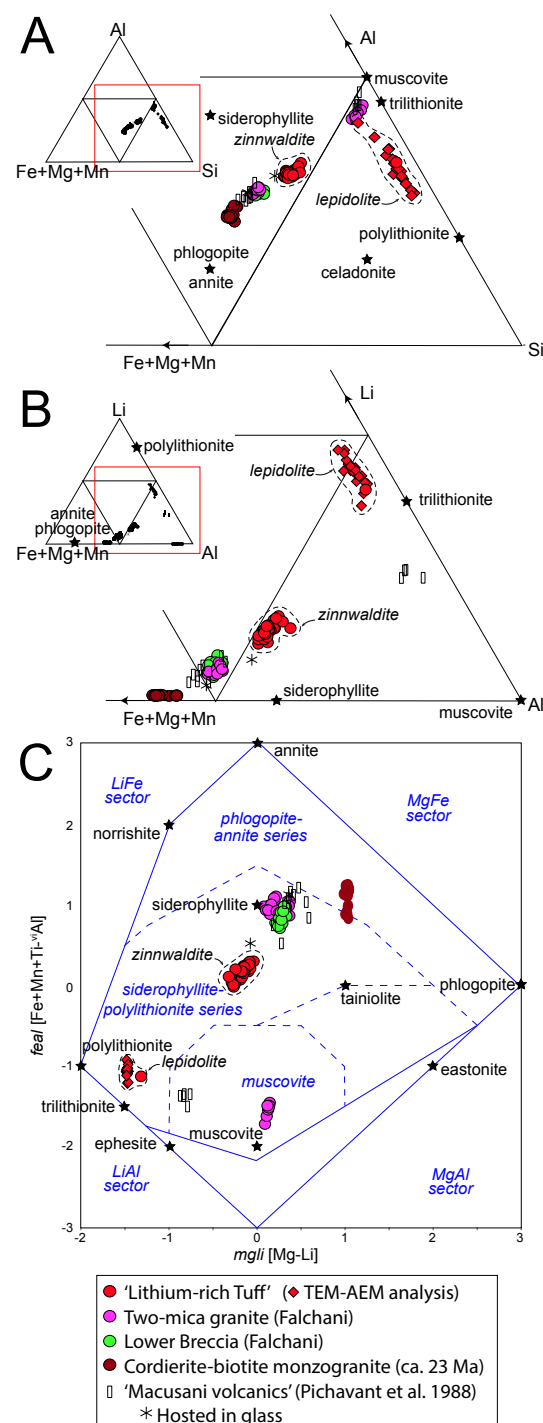 A
Al
Al
muscovite
trilithionite
siderophyllite
zinnwaldite
Fe+Mg+Mn
Si
lepidolite
polylithionite
phlogopite
annite
celadonite
Fe+Mg+Mn
Si
B
Li
Li
polylithionite
lepidolite
annite
phlogopite
trilithionite
Fe+Mg+Mn
Al
zinnwaldite
siderophyllite
Al
Fe+Mg+Mn
muscovite
C
3
annite
LiFe
sector
MgFe
sector
phlogopite-
annite series
2
norrishite
siderophyllite
1
zinnwaldite
siderophyllite-
polylithionite series
tainiolite
phlogopite
0
feal [Fe+Mn+Ti-viAl]
polylithionite
lepidolite
-1
eastonite
muscovite
trilithionite
ephesite
muscovite
-2
LiAl
sector
MgAl
sector
-3
-2 -1 0 1 2 3
mgli [Mg-Li]
'Lithium-rich Tuff' ( TEM-AEM analysis)
Two-mica granite (Falchani)
Lower Breccia (Falchani)
Cordierite-biotite monzogranite (ca. 23 Ma)
'Macusani volcanics' (Pichavant et al. 1988)
Hosted in glass